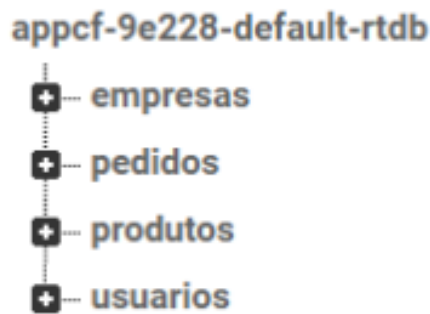 appcf-9e228-default-rtdb
empresas
pedidos
produtos
usuarios